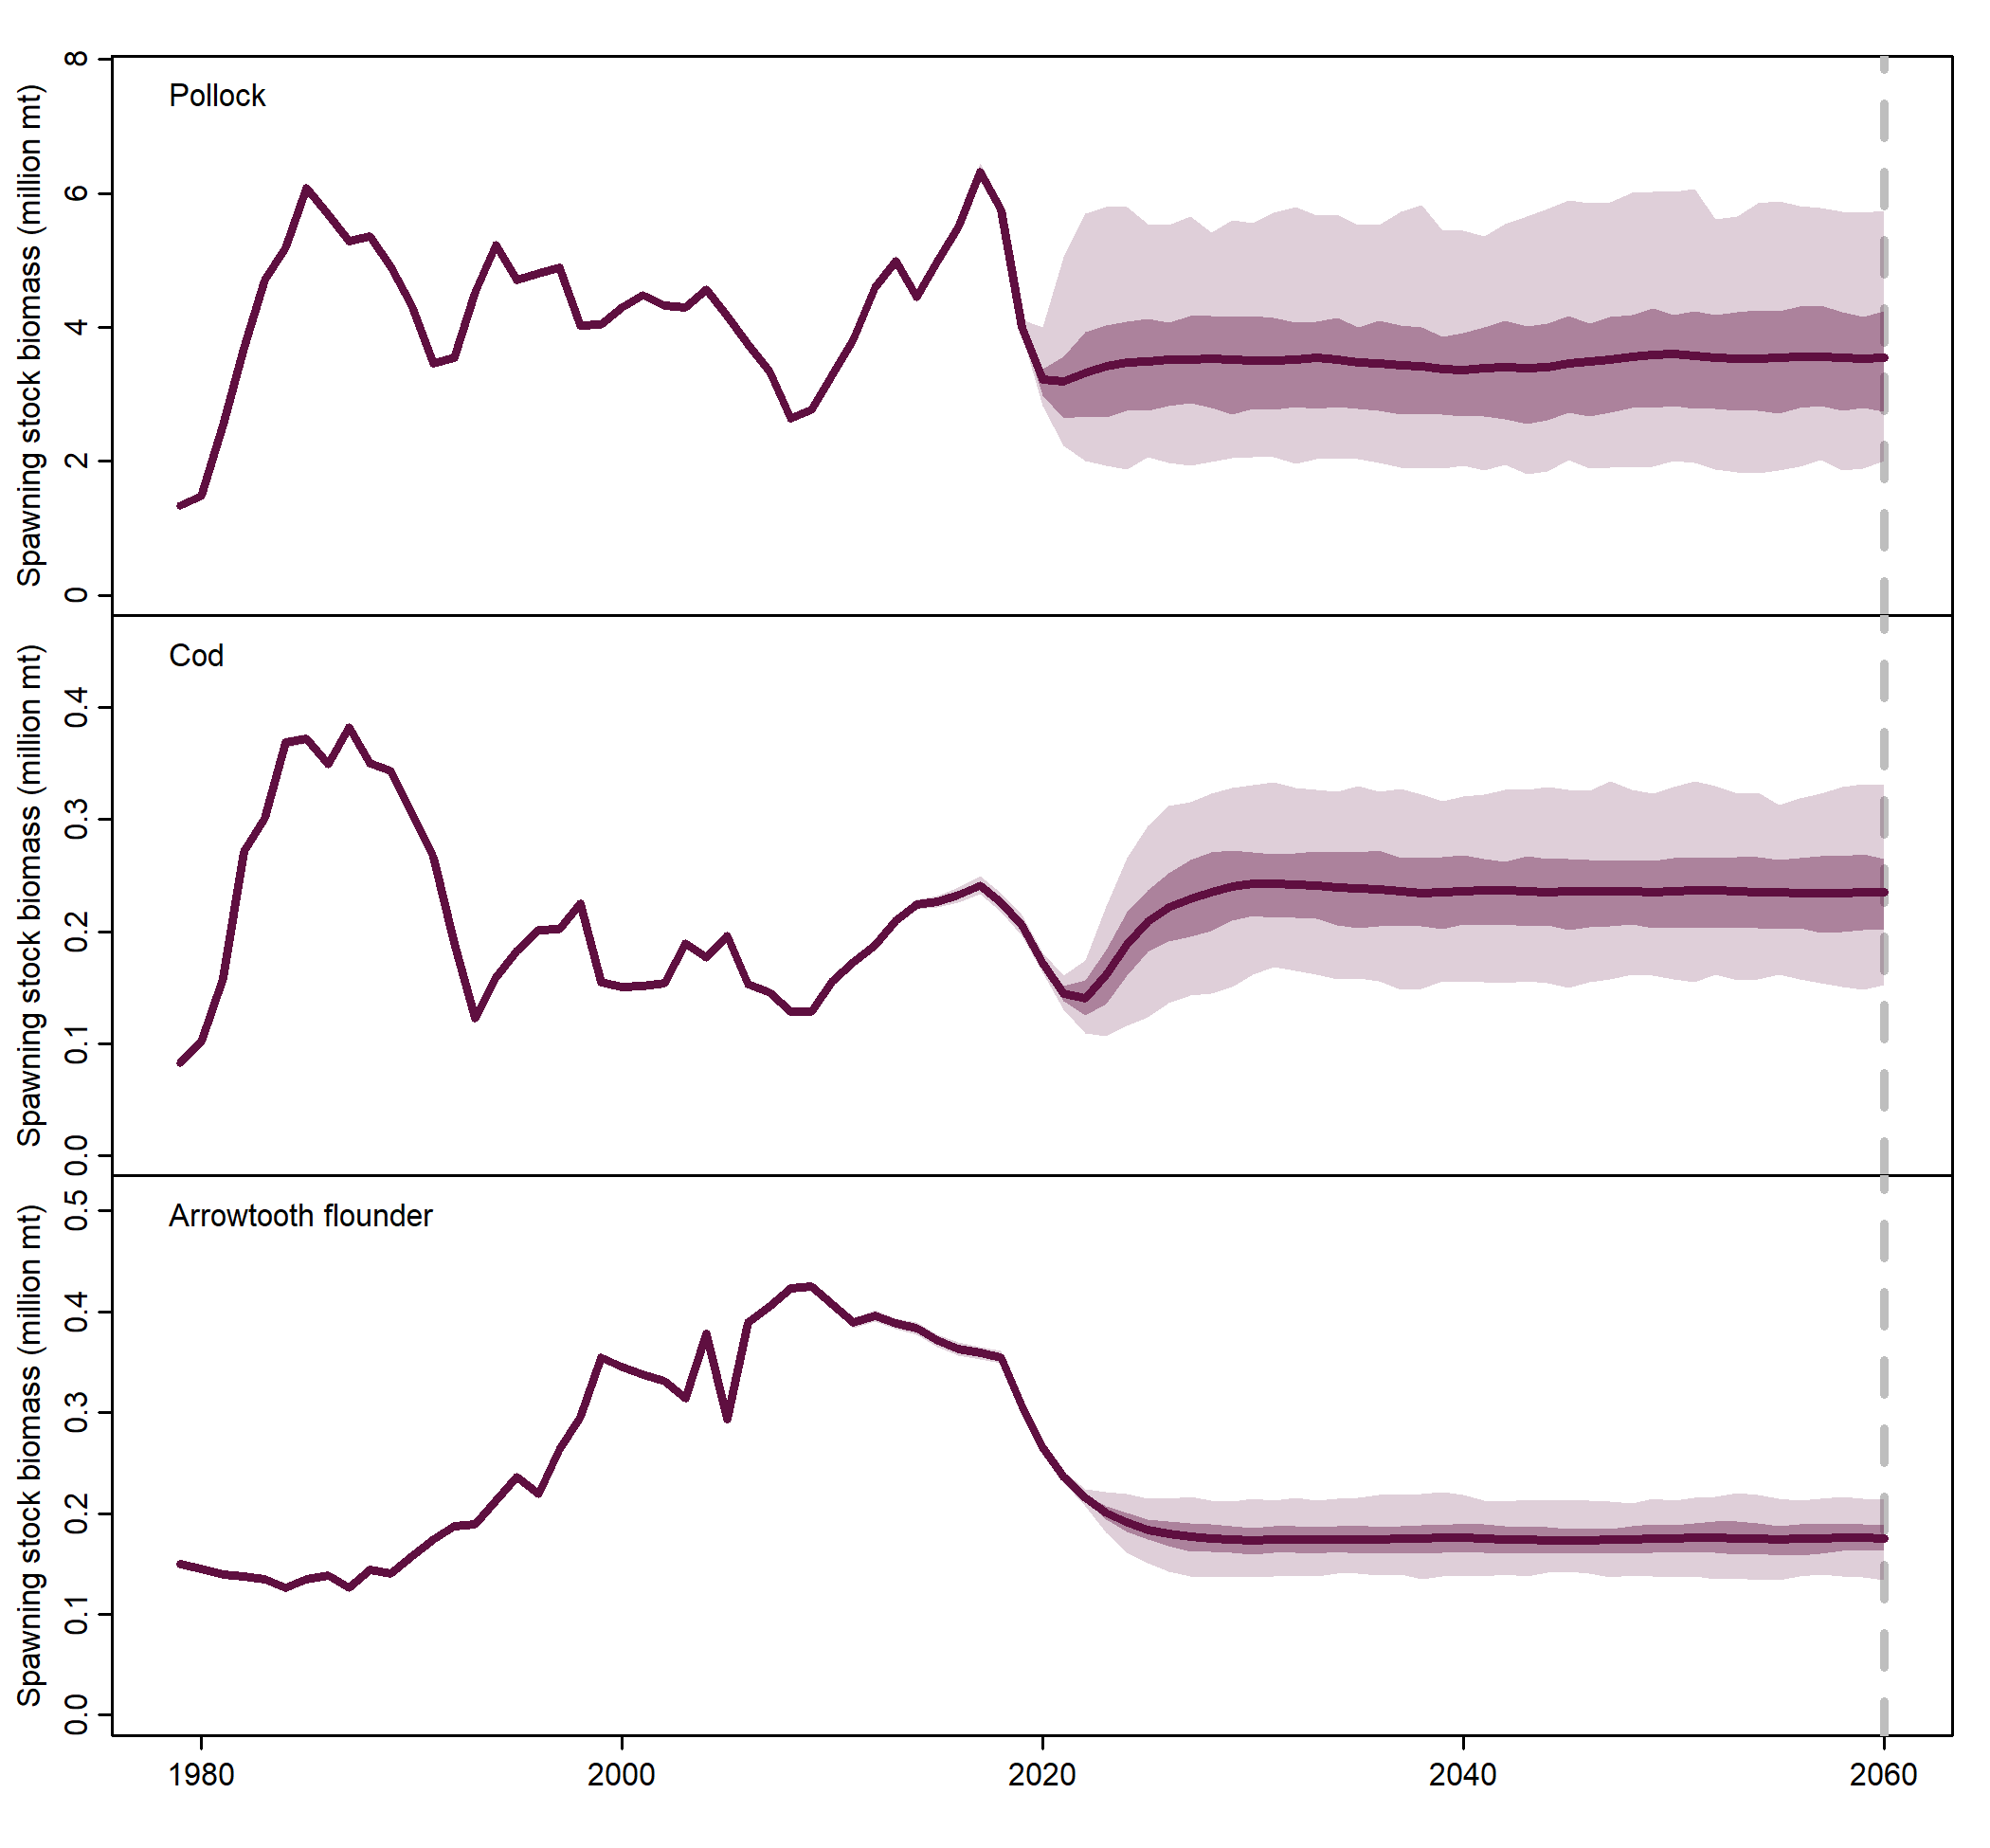 Pollock
Spawning stock biomass (million mt)
8
6
4
2
0
Cod
Spawning stock biomass (million mt)
0.4
0.3
0.2
0.1
0.0
Arrowtooth flounder
Spawning stock biomass (million mt)
0.5
0.4
0.3
0.2
0.1
0.0
1980 2000 2020 2040 2060